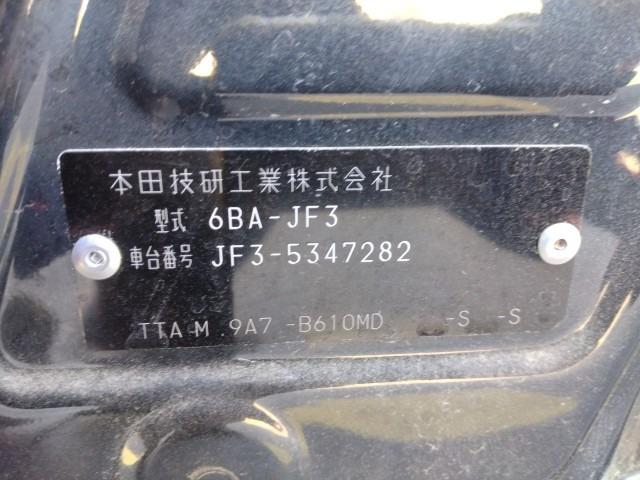 本田技研工業株式会社
型式 6BA-JF3
車台番号 JF3-5347282
TTA M .9A7 -B610MD -S -S